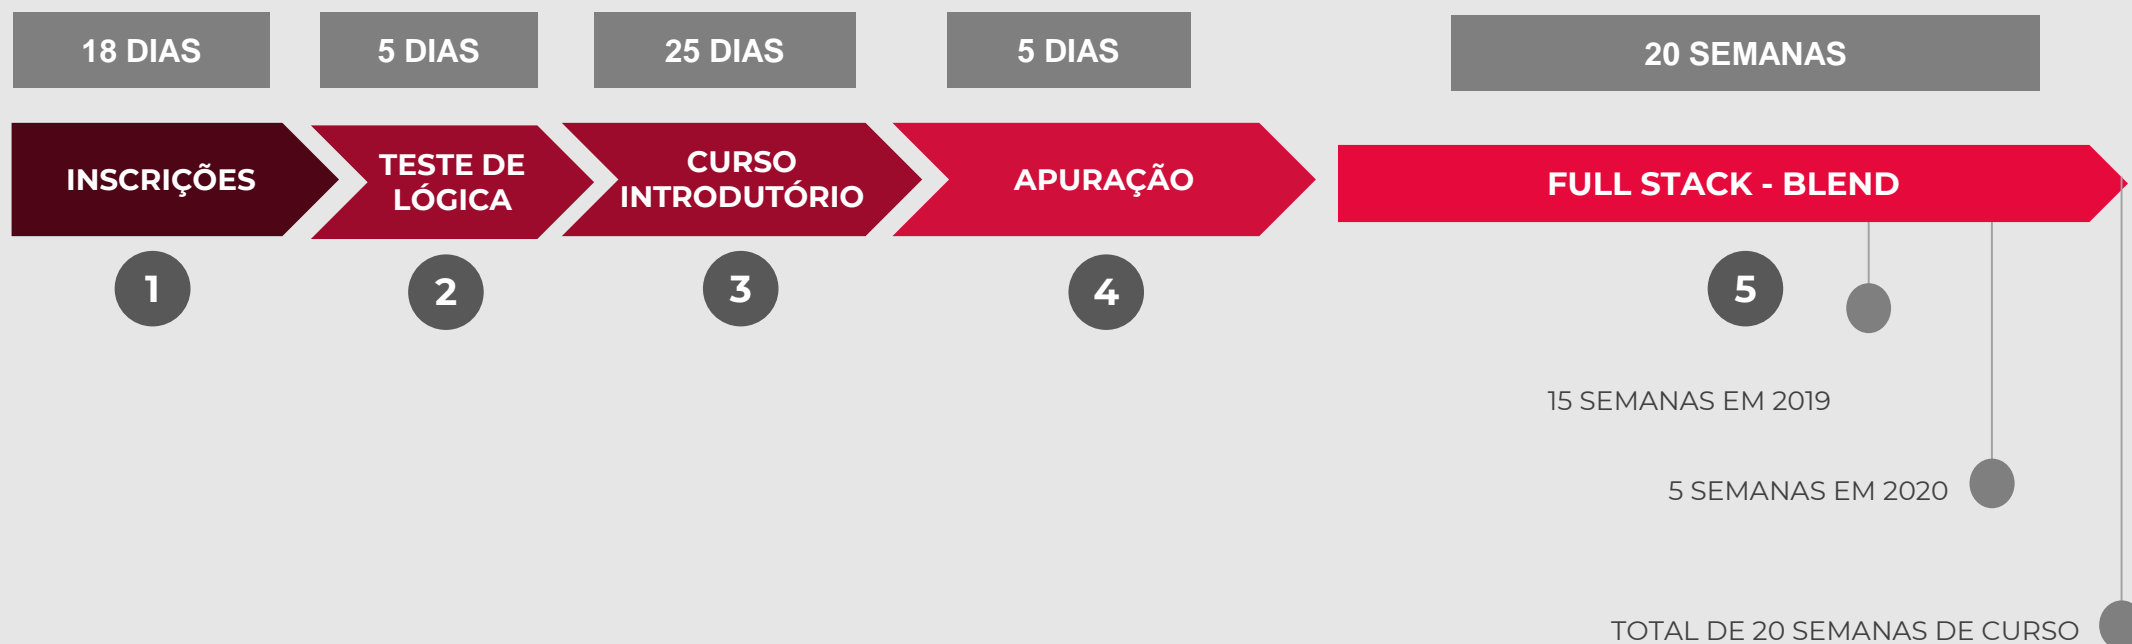 18 DIAS
5 DIAS
25 DIAS
5 DIAS
20 SEMANAS
INSCRIÇÕES
TESTE DE
LÓGICA
CURSO
INTRODUTÓRIO
APURAÇÃO
FULL STACK - BLEND
1
2
3
4
5
15 SEMANAS EM 2019
5 SEMANAS EM 2020
TOTAL DE 20 SEMANAS DE CURSO